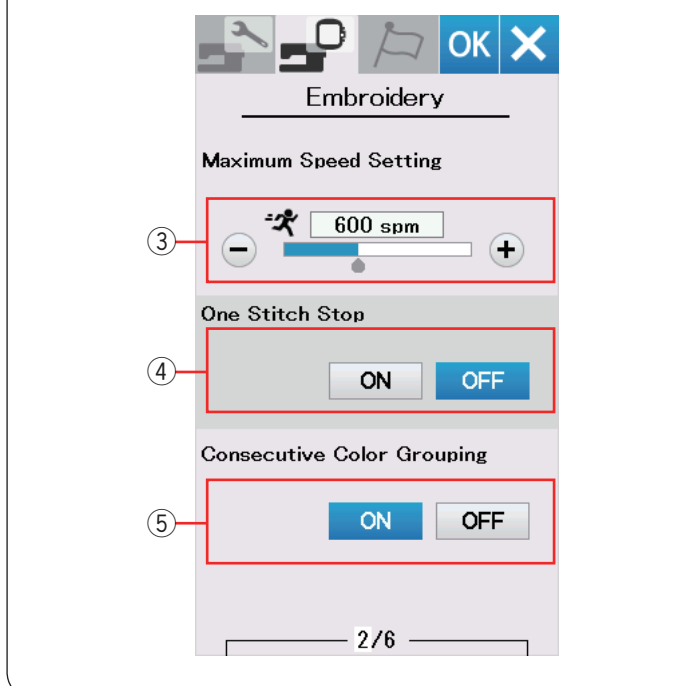 OK
Embroidery
Maximum Speed Setting
③ 600 spm
One Stitch Stop
④ ON OFF
Consecutive Color Grouping
⑤ ON OFF
2/6